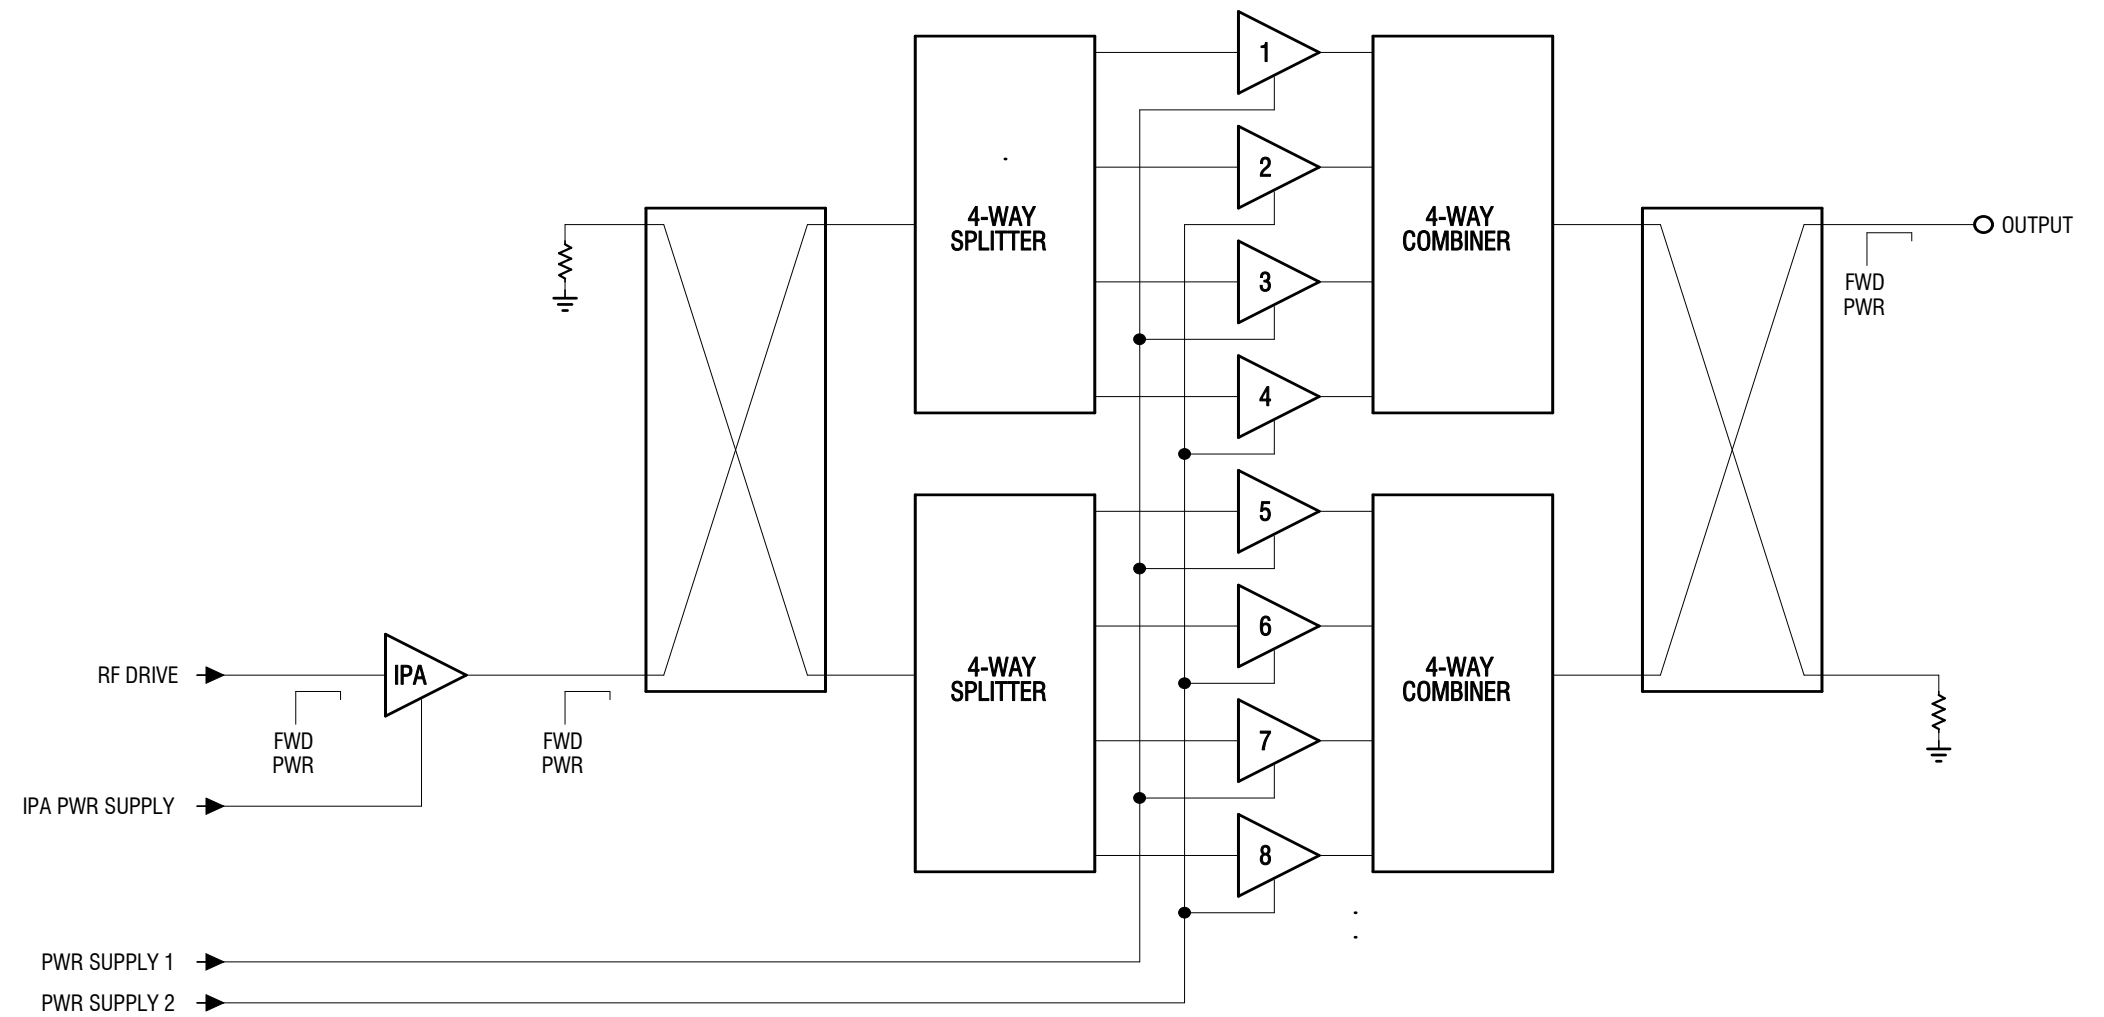 1
2
4-WAY
SPLITTER
4-WAY
COMBINER
OUTPUT
3
FWD
PWR
4
5
6
RF DRIVE
IPA
4-WAY
SPLITTER
4-WAY
COMBINER
FWD
PWR
FWD
PWR
7
IPA PWR SUPPLY
8
PWR SUPPLY 1
PWR SUPPLY 2